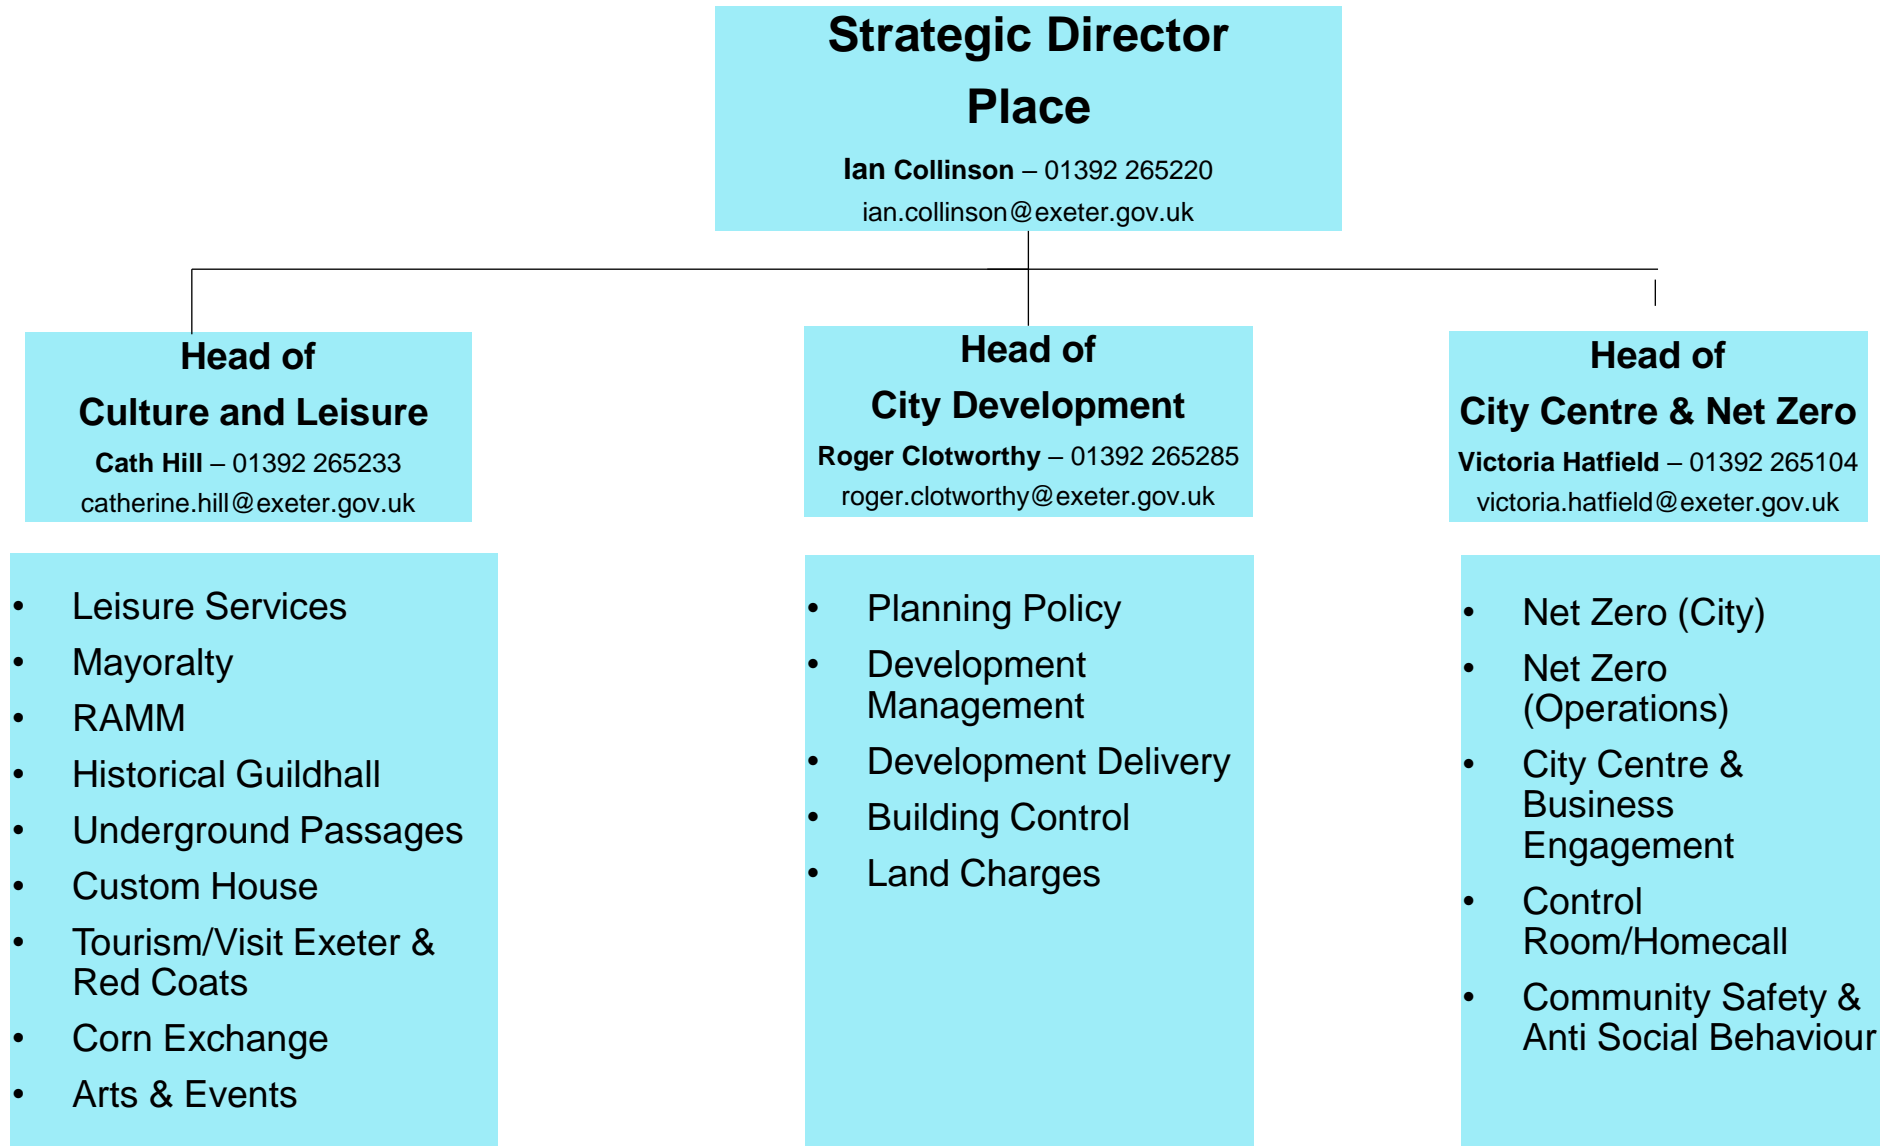 Strategic Director
Place
Ian Collinson – 01392 265220
ian.collinson@exeter.gov.uk
Head of
Culture and Leisure
Cath Hill – 01392 265233
catherine.hill@exeter.gov.uk
Head of
City Development
Roger Clotworthy – 01392 265285
roger.clotworthy@exeter.gov.uk
Head of
City Centre & Net Zero
Victoria Hatfield – 01392 265104
victoria.hatfield@exeter.gov.uk
• Leisure Services
• Mayoralty
• RAMM
• Historical Guildhall
• Underground Passages
• Custom House
• Tourism/Visit Exeter &
Red Coats
• Corn Exchange
• Arts & Events
• Planning Policy
• Development
Management
• Development Delivery
• Building Control
• Land Charges
• Net Zero (City)
• Net Zero
(Operations)
• City Centre &
Business
Engagement
• Control
Room/Homecall
• Community Safety &
Anti Social Behaviour